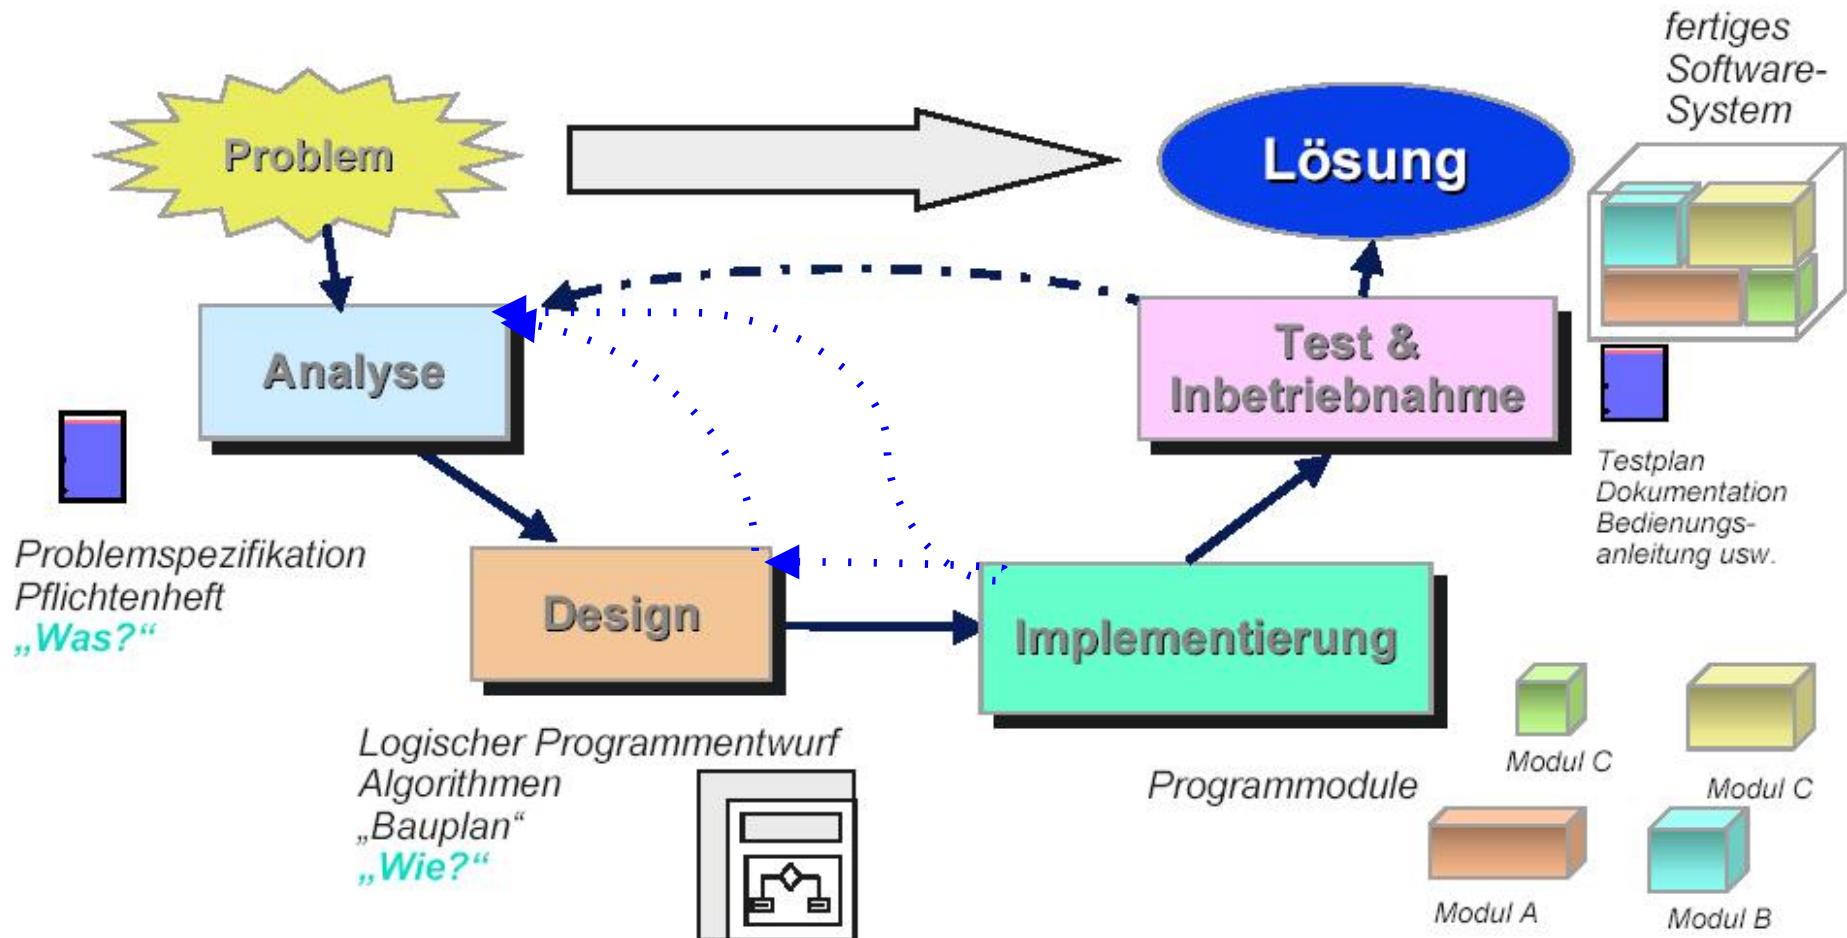 fertiges
Software-
System
Problem
Lösung
Analyse
Test &
Inbetriebnahme
Testplan
Dokumentation
Bedienungs-
anleitung usw.
Problemspezifikation
Pflichtenheft
„Was?“
Design
Implementierung
Logischer Programmentwurf
Algorithmen
„Bauplan“
„Wie?“
Programmodule
Modul C
Modul C
Modul A
Modul B